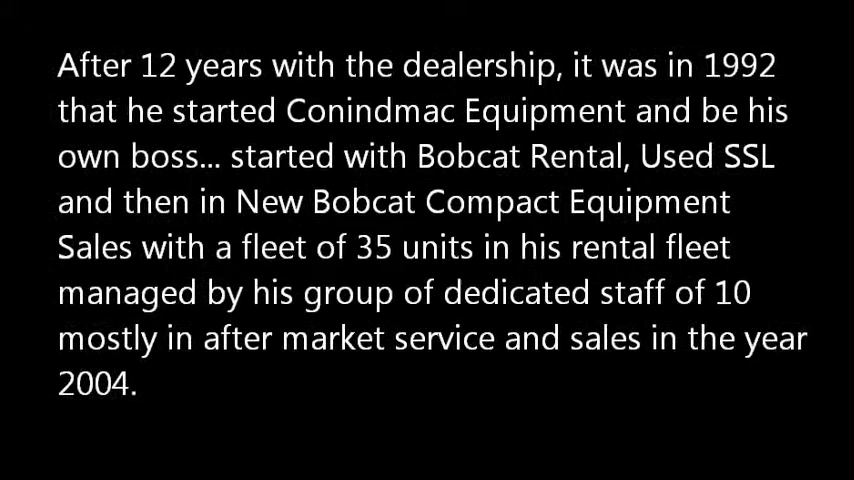 After 12 years with the dealership, it was in 1992
that he started Conindmac Equipment and be his
own boss... started with Bobcat Rental, Used SSL
and then in New Bobcat Compact Equipment
Sales with a fleet of 35 units in his rental fleet
managed by his group of dedicated staff of 10
mostly in after market service and sales in the year
2004.